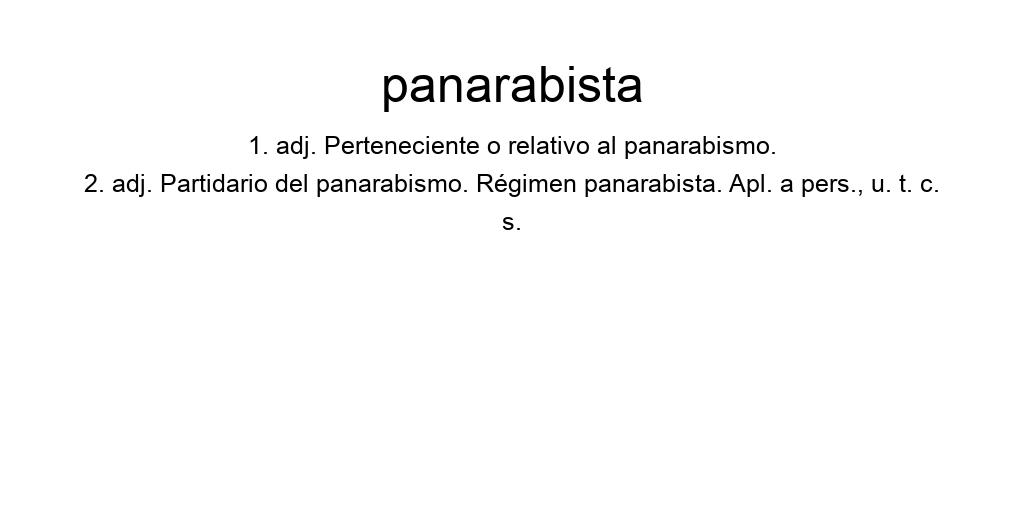 panarabista
1. adj. Perteneciente o relativo al panarabismo.
2. adj. Partidario del panarabismo. Régimen panarabista. Apl. a pers., u. t. c.
s.